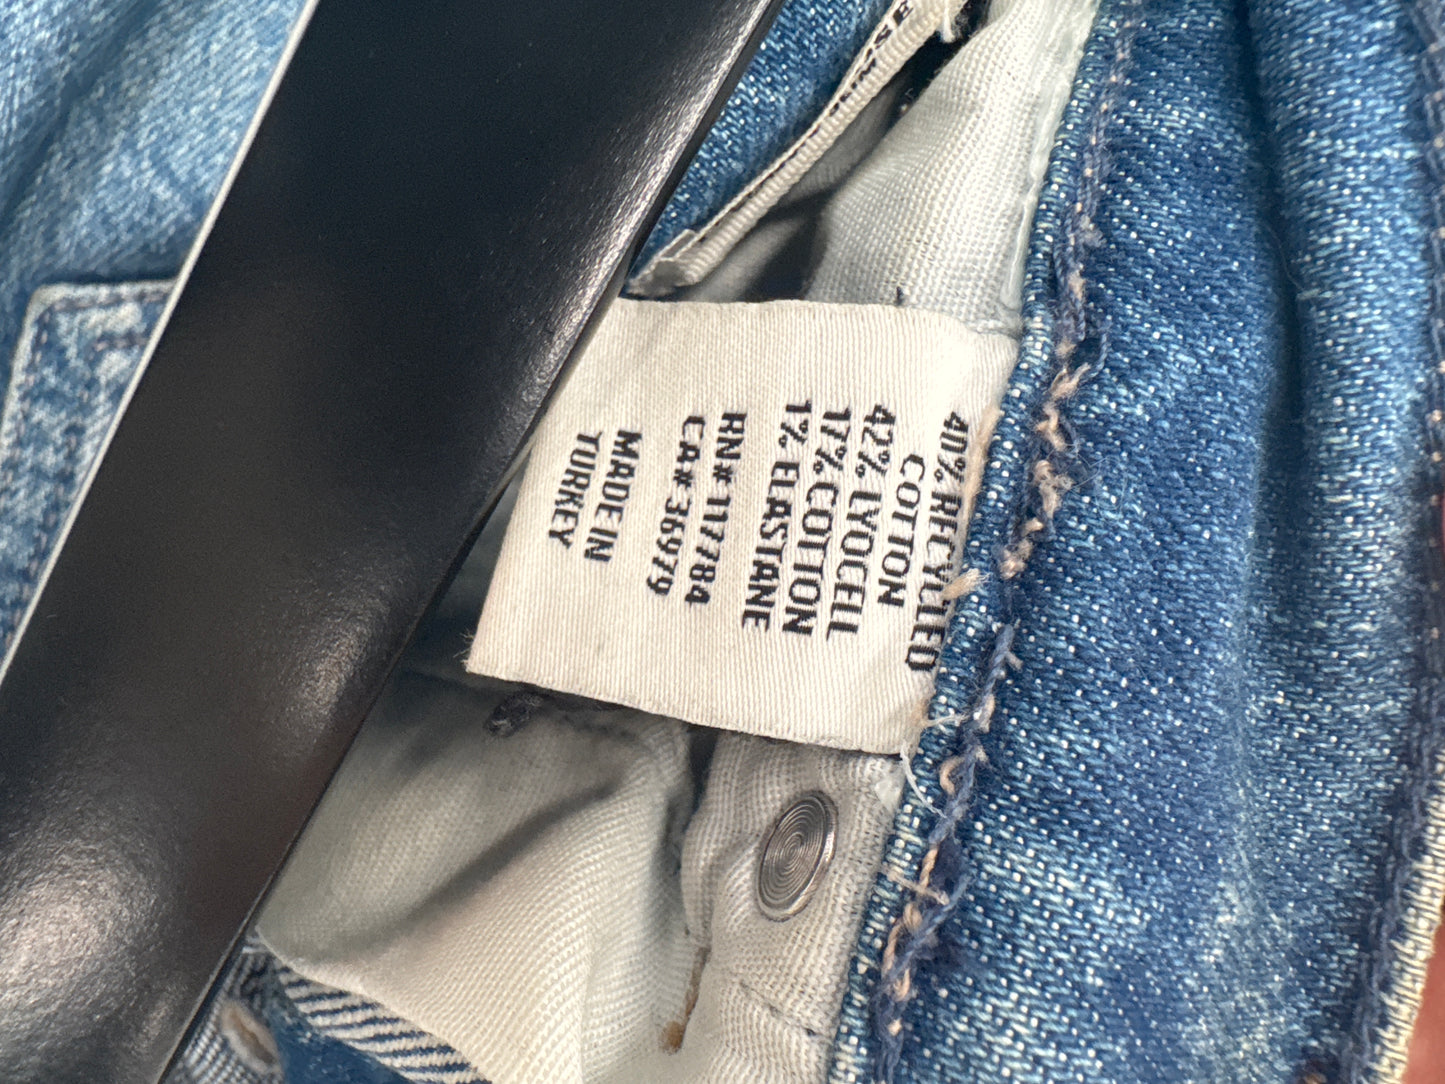 40% RECYCLED
COTTON
42% LYOCELL
17% COTTON
1% ELASTANE
RN# 117784
CA# 36979
MADE IN
TURKEY